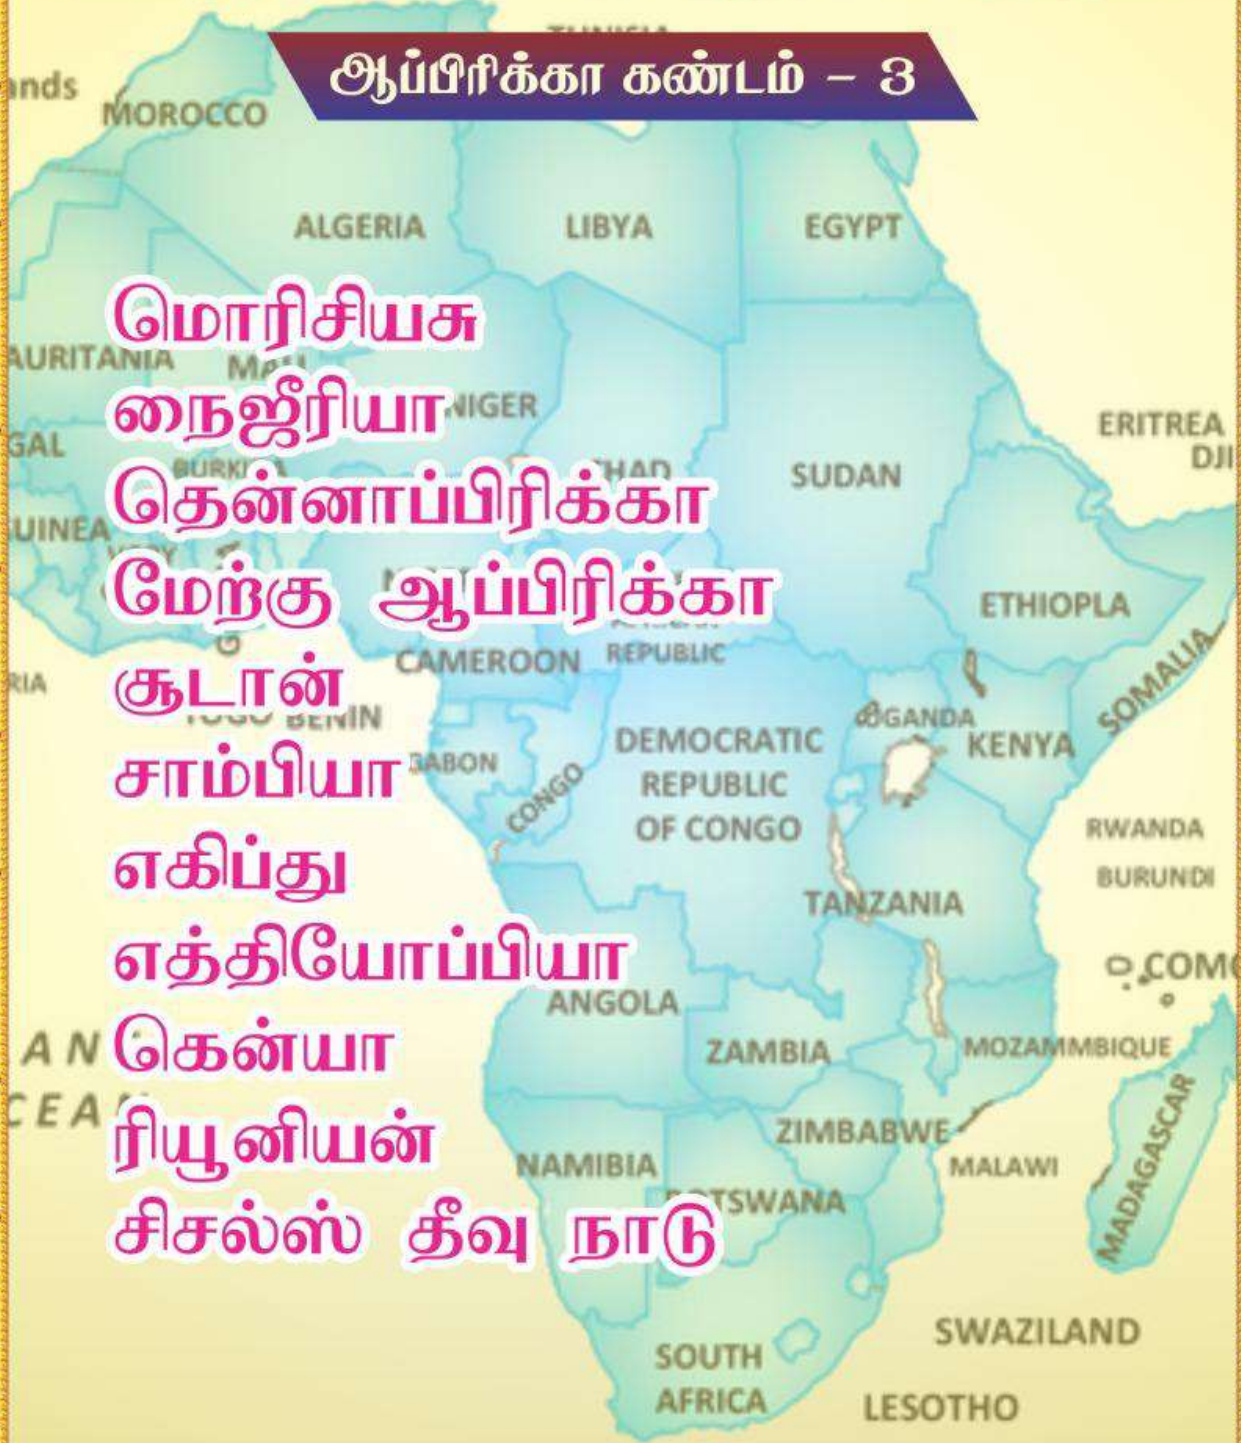 ஆப்பிரிக்கா கண்டம் – 3
MOROCCO
ALGERIA
LIBYA
EGYPT
மொரிசியசு
நைஜீரியா
NIGER
ERITREA
SUDAN
தென்னாப்பிரிக்கா
மேற்கு ஆப்பிரிக்கா
ETHIOPLA
CAMEROON
REPUBLIC
சூடான்
BENIN
SOMALIA
KENYA
DEMOCRATIC
REPUBLIC
OF CONGO
சாம்பியா
CONGO
RWANDA
BURUNDI
எகிப்து
TANZANIA
எத்தியோப்பியா
ANGOLA
கென்யா
ZAMBIA
MOZAMMBIQUE
ரியூனியன்
ZIMBABWE
NAMIBIA
MALAWI
MADAGASCAR
சிசல்ஸ் தீவு நாடு
SWAZILAND
SOUTH
AFRICA
LESOTHO